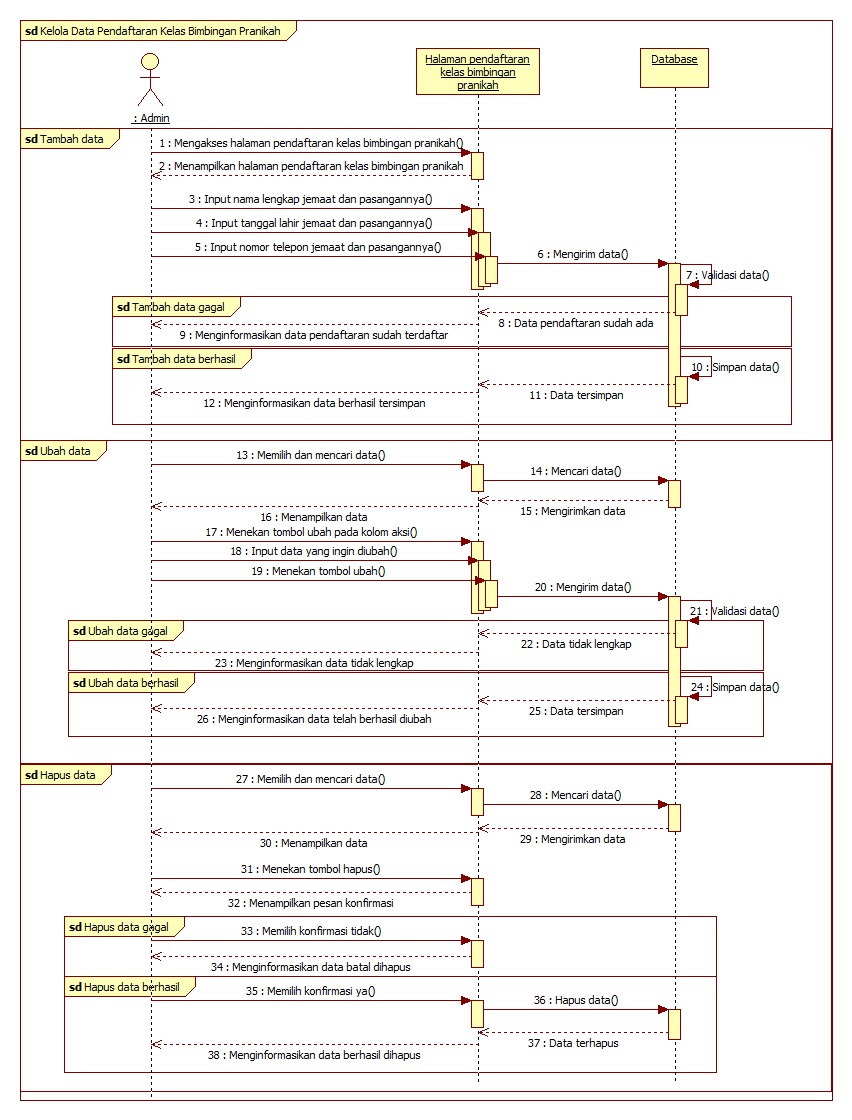 sd Kelola Data Pendaftaran Kelas Bimbingan Pranikah
: Admin
Halaman pendaftaran
kelas bimbingan
pranikah
Database
sd Tambah data
1 : Mengakses halaman pendaftaran kelas bimbingan pranikah()
2 : Menampilkan halaman pendaftaran kelas bimbingan pranikah
3 : Input nama lengkap jemaat dan pasangannya()
4 : Input tanggal lahir jemaat dan pasangannya()
5 : Input nomor telepon jemaat dan pasangannya()
6 : Mengirim data()
7 : Validasi data()
sd Tambah data gagal
8 : Data pendaftaran sudah ada
9 : Menginformasikan data pendaftaran sudah terdaftar
sd Tambah data berhasil
10 : Simpan data()
11 : Data tersimpan
12 : Menginformasikan data berhasil tersimpan
sd Ubah data
13 : Memilih dan mencari data()
14 : Mencari data()
15 : Mengirimkan data
16 : Menampilkan data
17 : Menekan tombol ubah pada kolom aksi()
18 : Input data yang ingin diubah()
19 : Menekan tombol ubah()
20 : Mengirim data()
21 : Validasi data()
sd Ubah data gagal
22 : Data tidak lengkap
23 : Menginformasikan data tidak lengkap
sd Ubah data berhasil
24 : Simpan data()
25 : Data tersimpan
26 : Menginformasikan data telah berhasil diubah
sd Hapus data
27 : Memilih dan mencari data()
28 : Mencari data()
29 : Mengirimkan data
30 : Menampilkan data
31 : Menekan tombol hapus()
32 : Menampilkan pesan konfirmasi
sd Hapus data gagal
33 : Memilih konfirmasi tidak()
34 : Menginformasikan data batal dihapus
sd Hapus data berhasil
35 : Memilih konfirmasi ya()
36 : Hapus data()
37 : Data terhapus
38 : Menginformasikan data berhasil dihapus